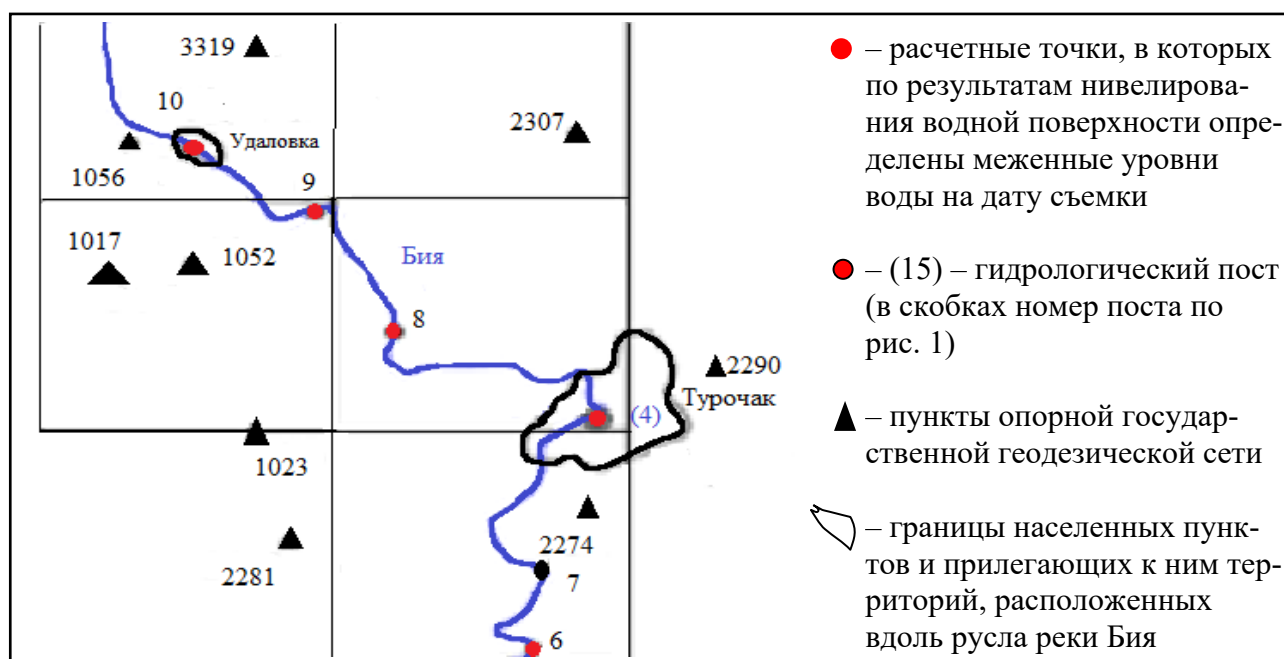 3319
10
Удаловка
2307
1056
9
1017
1052
Бия
8
2290
Турочак
(4)
1023
2274
2281
7
6
– расчетные точки, в которых
по результатам нивелирова-
ния водной поверхности опре-
делены меженные уровни
воды на дату съемки
– (15) – гидрологический пост
(в скобках номер поста по
рис. 1)
– пункты опорной государ-
ственной геодезической сети
– границы населенных пунк-
тов и прилегающих к ним тер-
риторий, расположенных
вдоль русла реки Бия